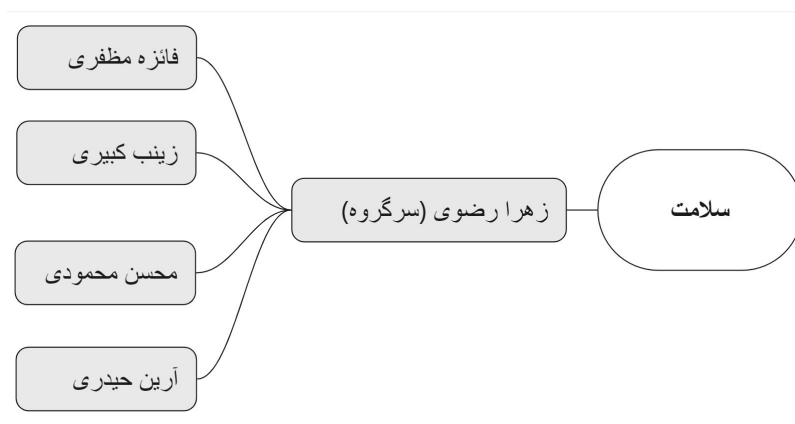 سلامت
زهرا رضوی (سرگروه)
فائزه مظفری
زینب کبیری
محسن محمودی
آرین حیدری